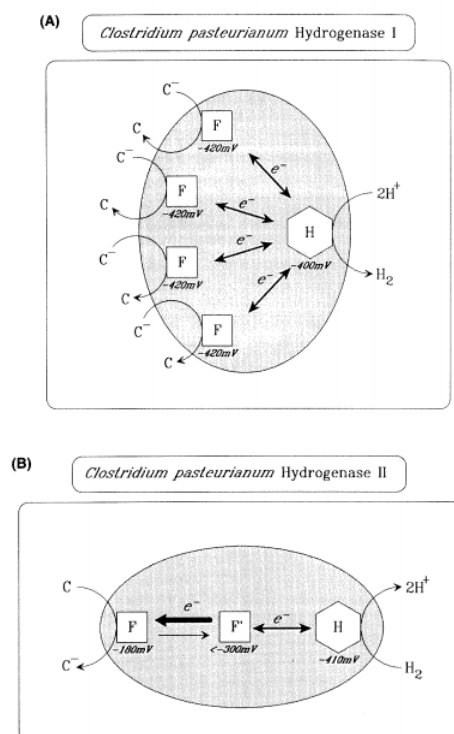 (A)
Clostridium pasteurianum Hydrogenase I
C⁻
F
C
-420mV
C⁻
e⁻
F
2H⁺
C
-420mV
e⁻
H
C⁻
e⁻
F
-400mV
C
-420mV
e⁻
H₂
C⁻
F
C
-420mV
(B)
Clostridium pasteurianum Hydrogenase II
C
e⁻
e⁻
2H⁺
F
F"
H
-180mV
<-300mV
-410mV
C⁻
H₂